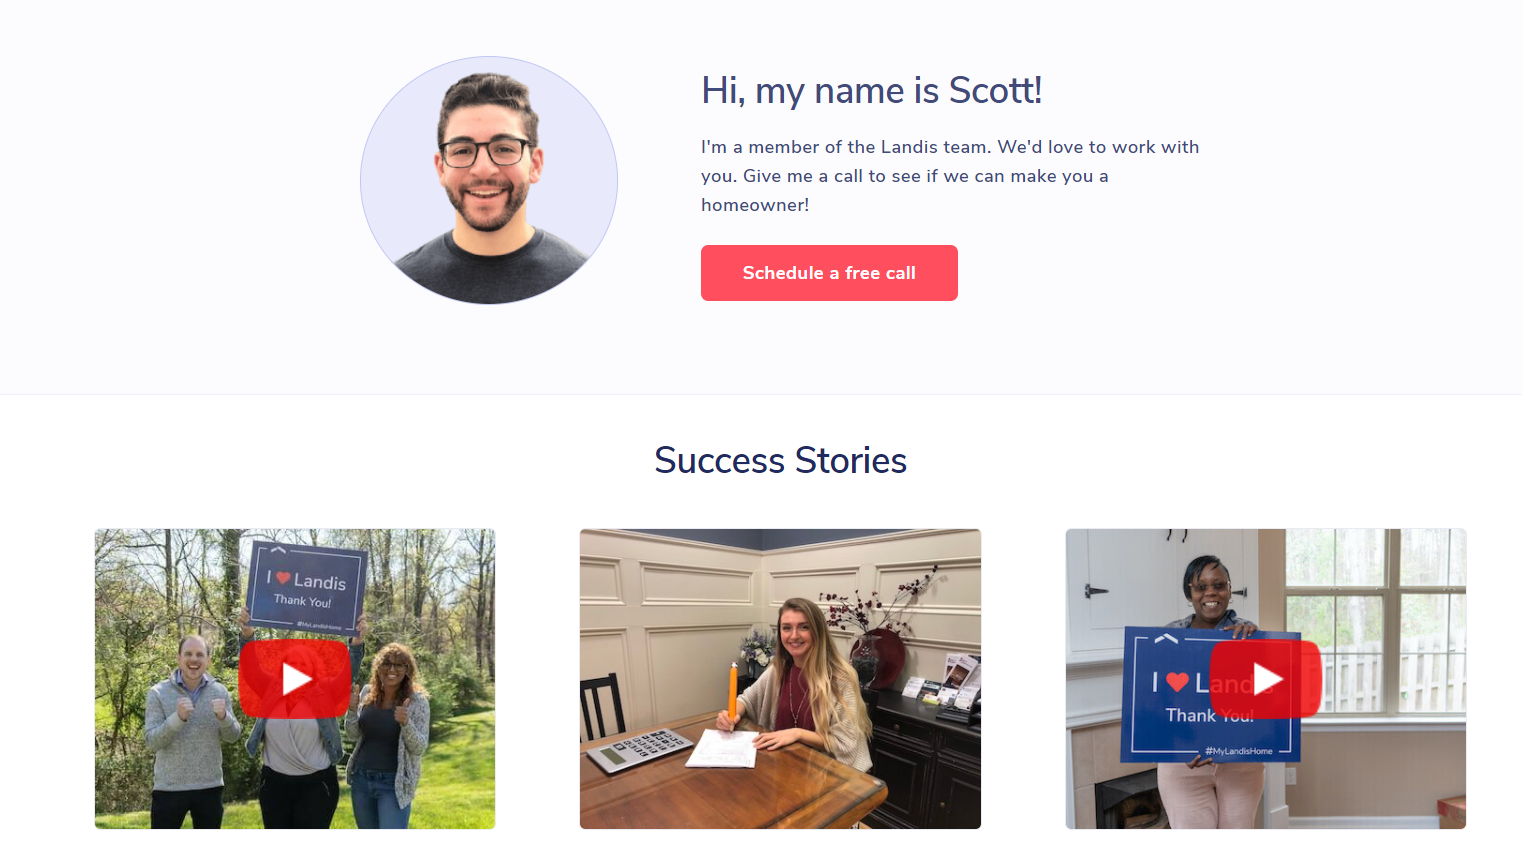 Hi, my name is Scott!
I'm a member of the Landis team. We'd love to work with
you. Give me a call to see if we can make you a
homeowner!
Schedule a free call
Success Stories
I ❤ Landis
Thank You!
#MyLandisHome
I ❤ Landis
Thank You!
#MyLandisHome